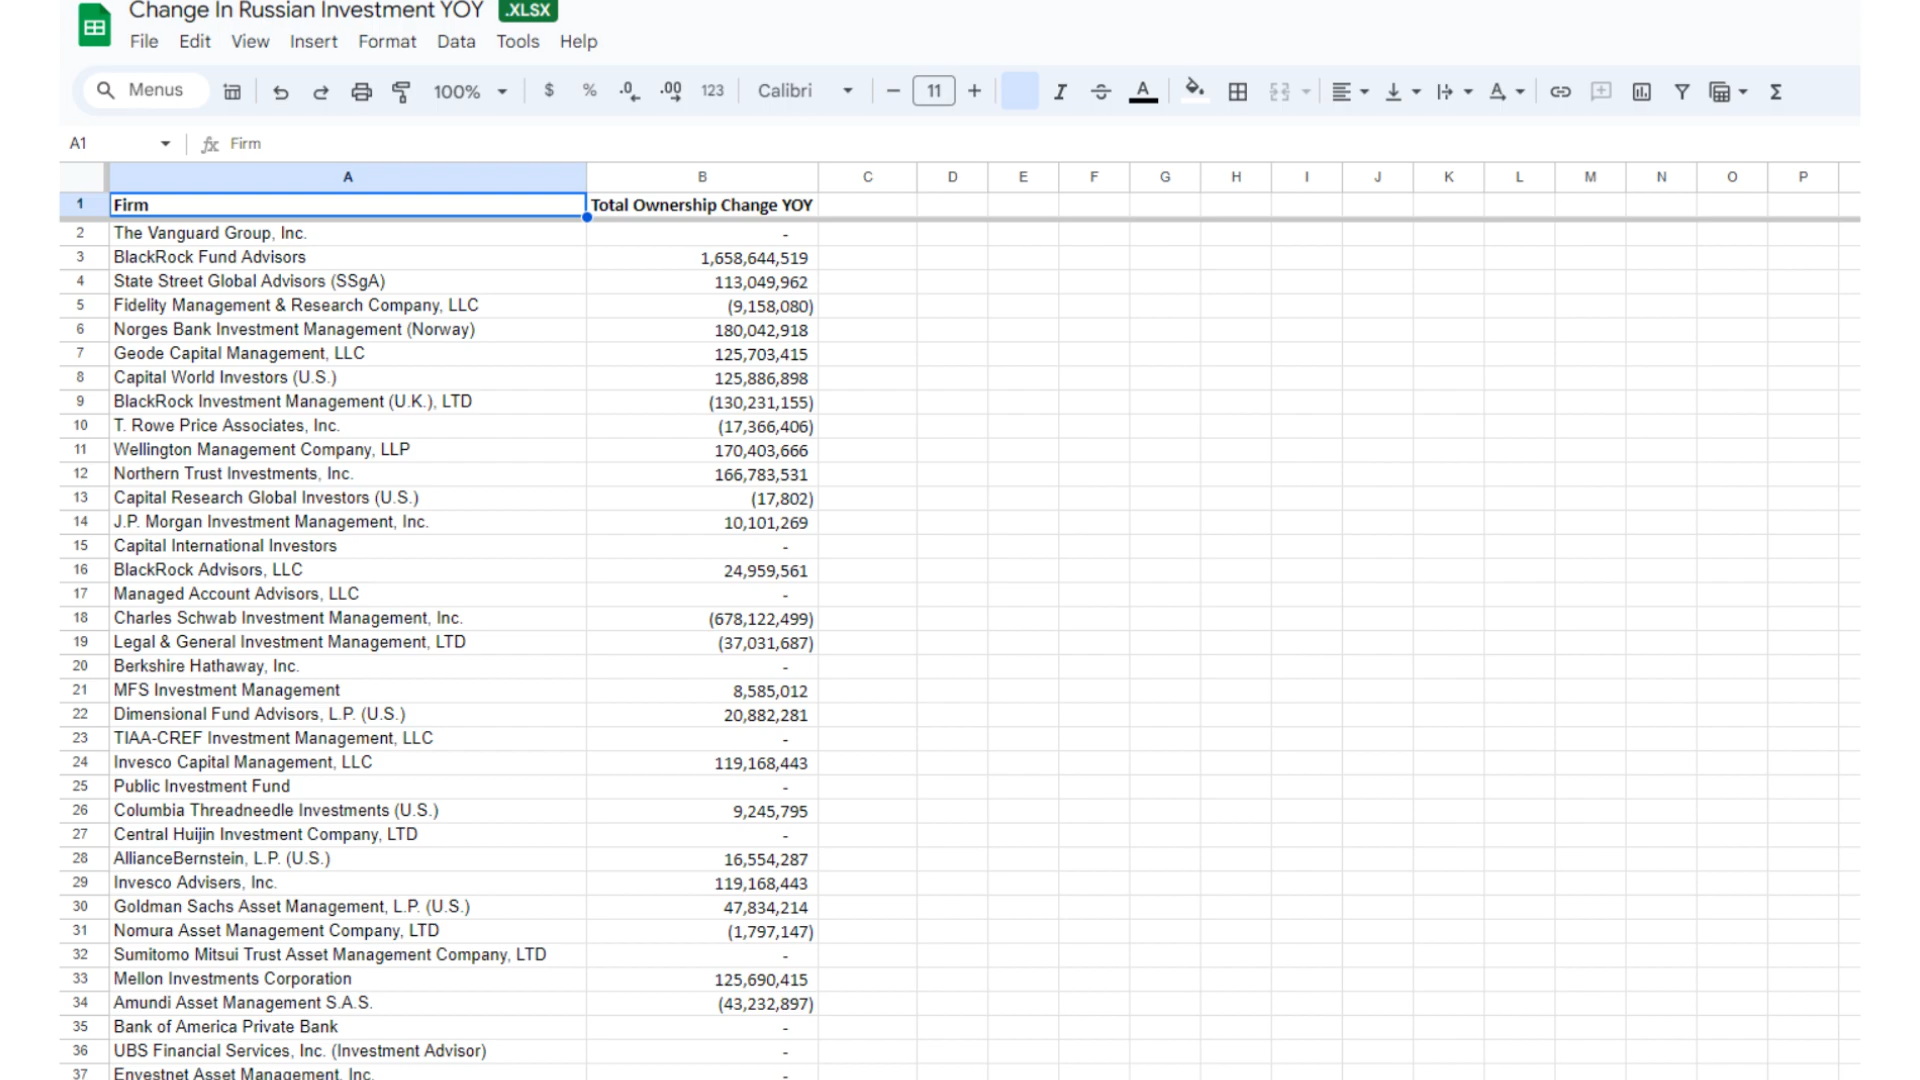 Change In Russian Investment YOY .XLSX
File Edit View Insert Format Data Tools Help
Menus 100% $ % .0 .00 123 Calibri 11
A1 fx Firm
A B C D E F G H I J K L M N O P
1 Firm Total Ownership Change YOY
2 The Vanguard Group, Inc. -
3 BlackRock Fund Advisors 1,658,644,519
4 State Street Global Advisors (SSgA) 113,049,962
5 Fidelity Management & Research Company, LLC (9,158,080)
6 Norges Bank Investment Management (Norway) 180,042,918
7 Geode Capital Management, LLC 125,703,415
8 Capital World Investors (U.S.) 125,886,898
9 BlackRock Investment Management (U.K.), LTD (130,231,155)
10 T. Rowe Price Associates, Inc. (17,366,406)
11 Wellington Management Company, LLP 170,403,666
12 Northern Trust Investments, Inc. 166,783,531
13 Capital Research Global Investors (U.S.) (17,802)
14 J.P. Morgan Investment Management, Inc. 10,101,269
15 Capital International Investors -
16 BlackRock Advisors, LLC 24,959,561
17 Managed Account Advisors, LLC -
18 Charles Schwab Investment Management, Inc. (678,122,499)
19 Legal & General Investment Management, LTD (37,031,687)
20 Berkshire Hathaway, Inc. -
21 MFS Investment Management 8,585,012
22 Dimensional Fund Advisors, L.P. (U.S.) 20,882,281
23 TIAA-CREF Investment Management, LLC -
24 Invesco Capital Management, LLC 119,168,443
25 Public Investment Fund -
26 Columbia Threadneedle Investments (U.S.) 9,245,795
27 Central Huijin Investment Company, LTD -
28 AllianceBernstein, L.P. (U.S.) 16,554,287
29 Invesco Advisers, Inc. 119,168,443
30 Goldman Sachs Asset Management, L.P. (U.S.) 47,834,214
31 Nomura Asset Management Company, LTD (1,797,147)
32 Sumitomo Mitsui Trust Asset Management Company, LTD -
33 Mellon Investments Corporation 125,690,415
34 Amundi Asset Management S.A.S. (43,232,897)
35 Bank of America Private Bank -
36 UBS Financial Services, Inc. (Investment Advisor) -
37 Envestnet Asset Management, Inc. -